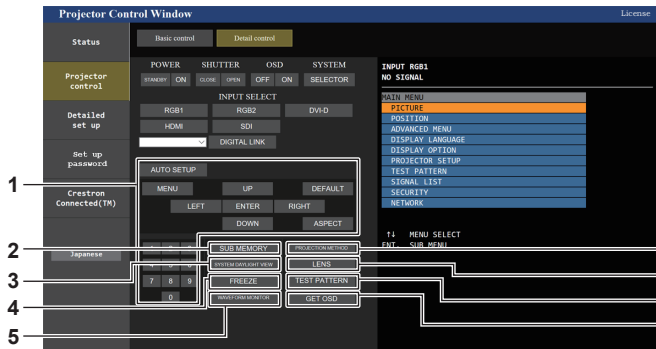 Projector Control Window
License
Status
Projector control
Detailed set up
Set up password
Crestron Connected(TM)
Japanese
Basic control
Detail control
POWER SHUTTER OSD SYSTEM
STANDBY ON CLOSE OPEN OFF ON SELECTOR
INPUT SELECT
RGB1 RGB2 DVI-D
HDMI SDI
DIGITAL LINK
AUTO SETUP
MENU UP DEFAULT
LEFT ENTER RIGHT
DOWN ASPECT
SUB MEMORY PROJECTION METHOD
SYSTEM DAYLIGHT VIEW LENS
7 8 9 FREEZE TEST PATTERN
0 WAVEFORM MONITOR GET OSD
INPUT RGB1
NO SIGNAL
MAIN MENU
PICTURE
POSITION
ADVANCED MENU
DISPLAY LANGUAGE
DISPLAY OPTION
PROJECTOR SETUP
TEST PATTERN
SIGNAL LIST
SECURITY
NETWORK
↑↓ MENU SELECT
ENT. SUB MENU
1
2
3
4
5